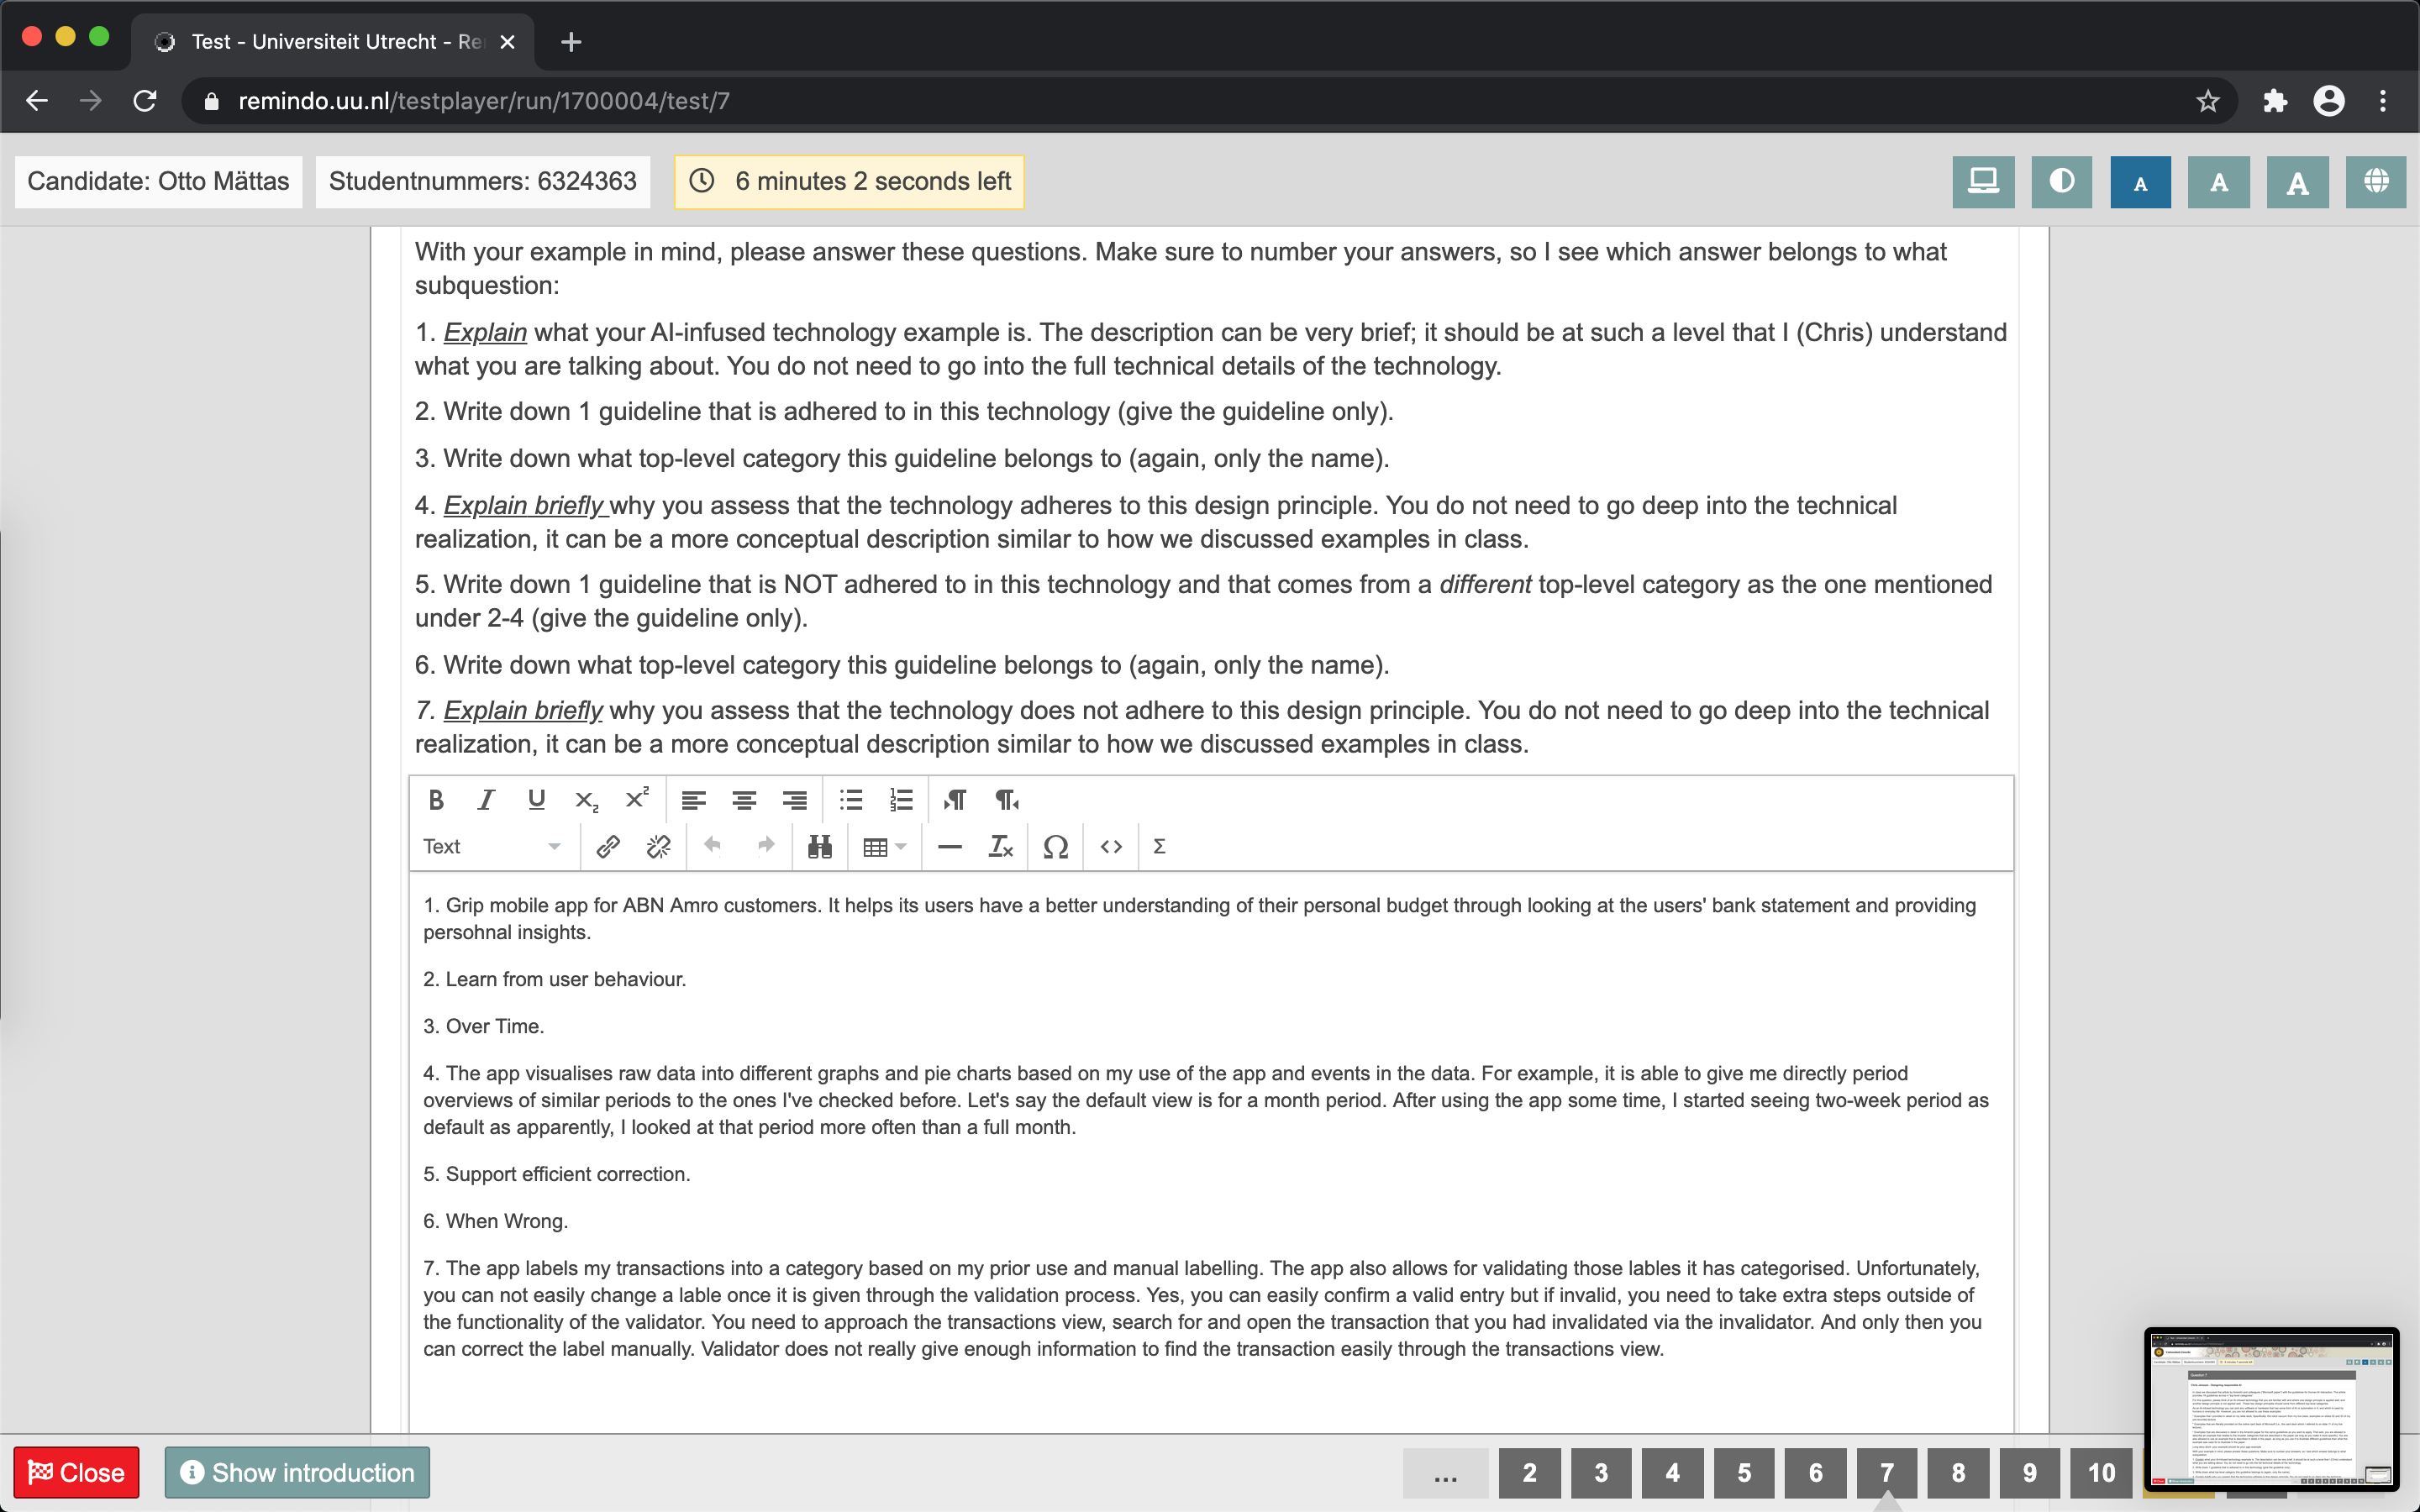 Test - Universiteit Utrecht - Re
remindo.uu.nl/testplayer/run/1700004/test/7
Candidate: Otto Mättas
Studentnummers: 6324363
6 minutes 2 seconds left
A
A
A
With your example in mind, please answer these questions. Make sure to number your answers, so I see which answer belongs to what
subquestion:
1. Explain what your AI-infused technology example is. The description can be very brief; it should be at such a level that I (Chris) understand
what you are talking about. You do not need to go into the full technical details of the technology.
2. Write down 1 guideline that is adhered to in this technology (give the guideline only).
3. Write down what top-level category this guideline belongs to (again, only the name).
4. Explain briefly why you assess that the technology adheres to this design principle. You do not need to go deep into the technical
realization, it can be a more conceptual description similar to how we discussed examples in class.
5. Write down 1 guideline that is NOT adhered to in this technology and that comes from a different top-level category as the one mentioned
under 2-4 (give the guideline only).
6. Write down what top-level category this guideline belongs to (again, only the name).
7. Explain briefly why you assess that the technology does not adhere to this design principle. You do not need to go deep into the technical
realization, it can be a more conceptual description similar to how we discussed examples in class.
B I U X₂ X²
Text Ω <> Σ
1. Grip mobile app for ABN Amro customers. It helps its users have a better understanding of their personal budget through looking at the users' bank statement and providing
persohnal insights.
2. Learn from user behaviour.
3. Over Time.
4. The app visualises raw data into different graphs and pie charts based on my use of the app and events in the data. For example, it is able to give me directly period
overviews of similar periods to the ones I've checked before. Let's say the default view is for a month period. After using the app some time, I started seeing two-week period as
default as apparently, I looked at that period more often than a full month.
5. Support efficient correction.
6. When Wrong.
7. The app labels my transactions into a category based on my prior use and manual labelling. The app also allows for validating those lables it has categorised. Unfortunately,
you can not easily change a lable once it is given through the validation process. Yes, you can easily confirm a valid entry but if invalid, you need to take extra steps outside of
the functionality of the validator. You need to approach the transactions view, search for and open the transaction that you had invalidated via the invalidator. And only then you
can correct the label manually. Validator does not really give enough information to find the transaction easily through the transactions view.
Close
Show introduction
... 2 3 4 5 6 7 8 9 10